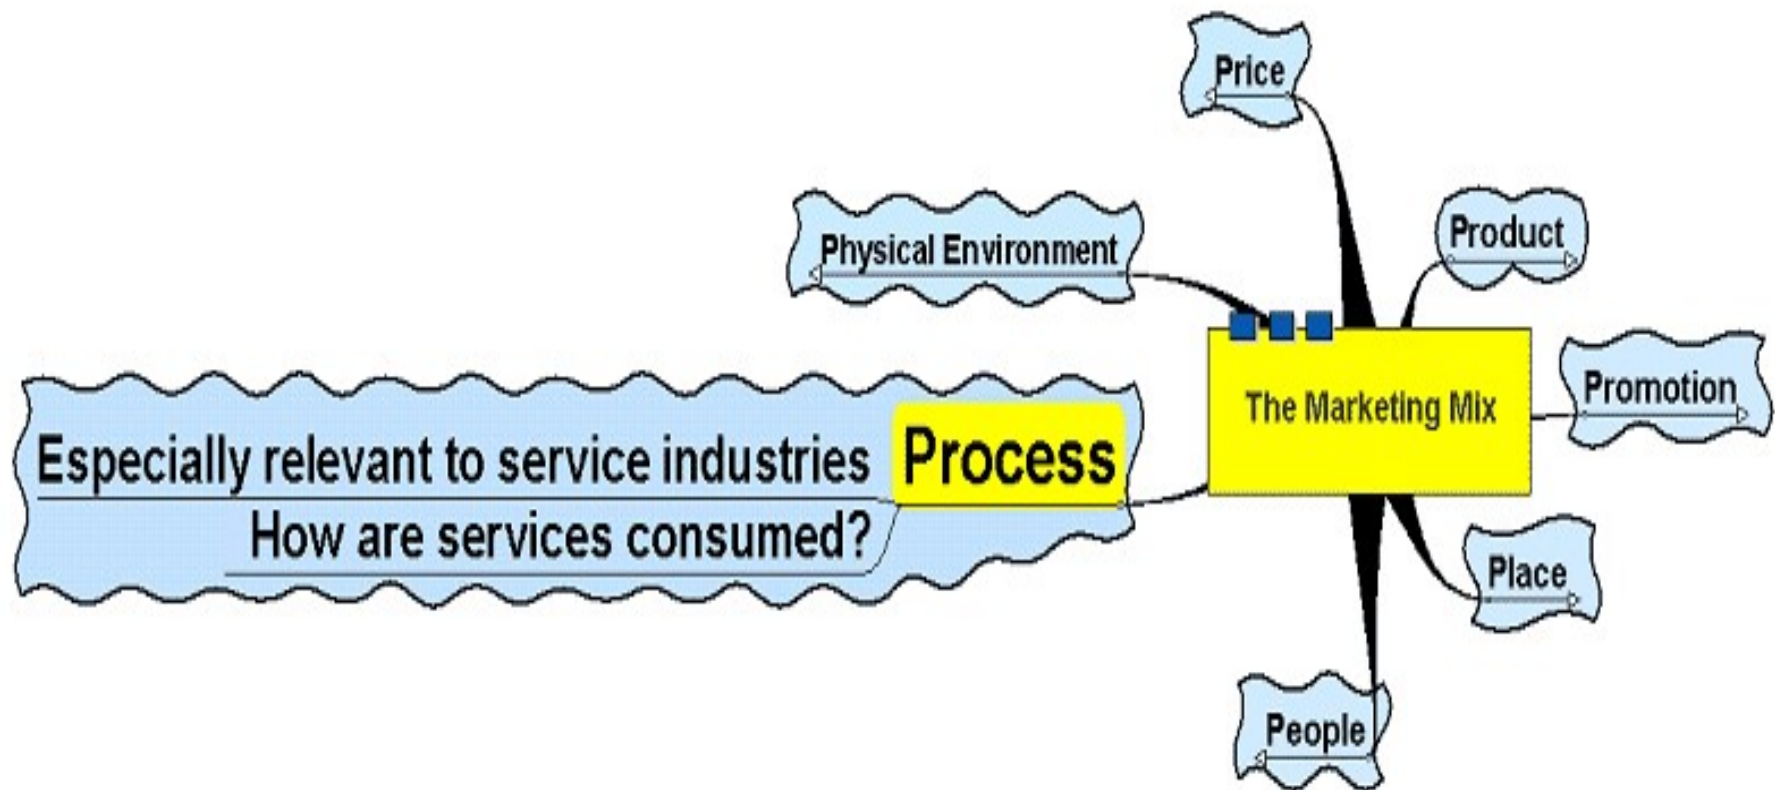 Price
Product
Physical Environment
The Marketing Mix
Promotion
Especially relevant to service industries
Process
How are services consumed?
Place
People